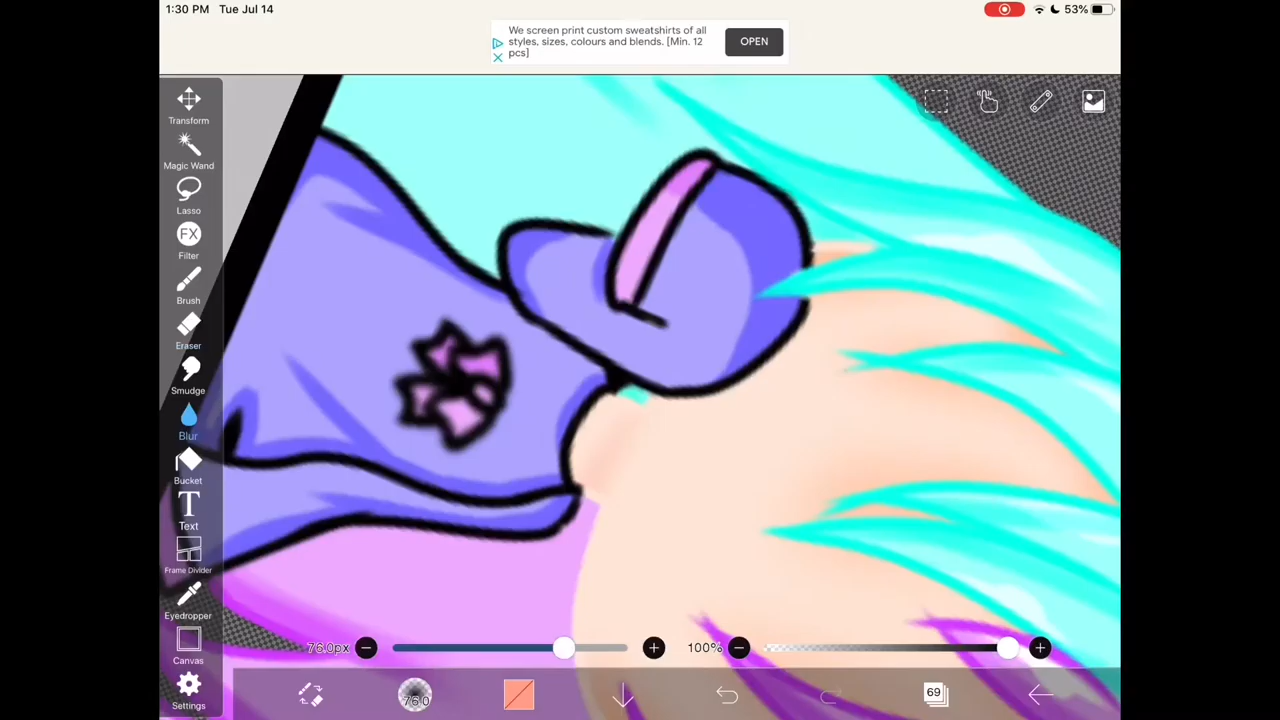 1:30 PM Tue Jul 14
53%
We screen print custom sweatshirts of all
styles, sizes, colours and blends. [Min. 12
pcs]
OPEN
Transform
Magic Wand
Lasso
FX
Filter
Brush
Eraser
Smudge
Blur
Bucket
T
Text
Frame Divider
Eyedropper
Canvas
Settings
76.0px
100%
76.0
69